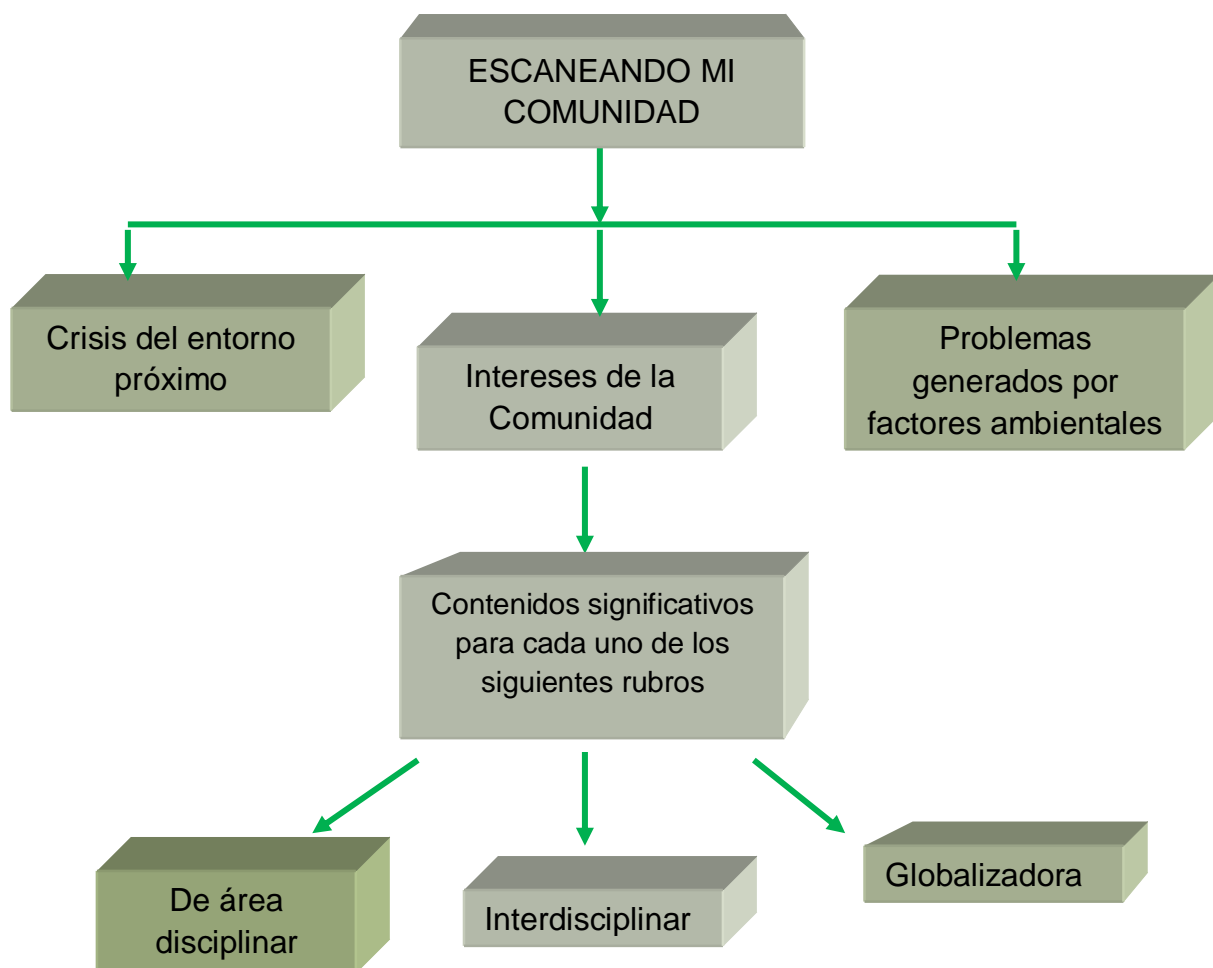 ESCANEANDO MI
COMUNIDAD
Crisis del entorno
próximo
Intereses de la
Comunidad
Problemas
generados por
factores ambientales
Contenidos significativos
para cada uno de los
siguientes rubros
De área
disciplinar
Interdisciplinar
Globalizadora